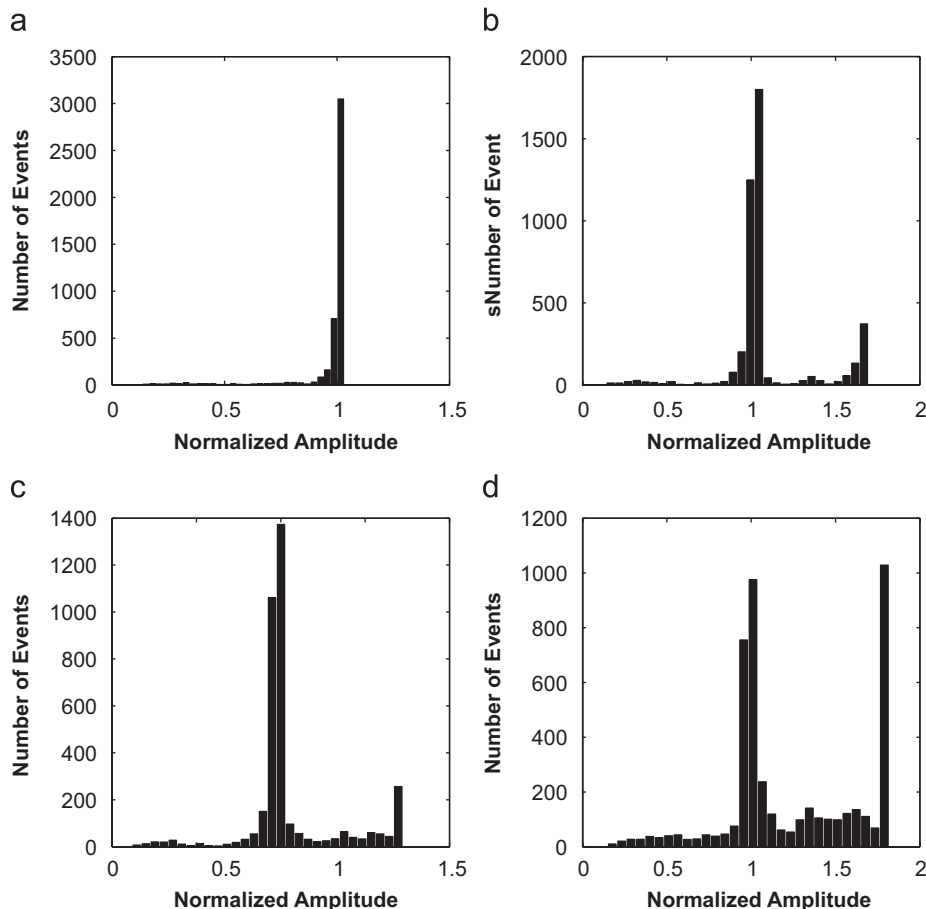 a
3500
3000
2500
2000
1500
1000
500
0
Number of Events
0 0.5 1 1.5
Normalized Amplitude
b
2000
1500
1000
500
0
sNumber of Event
0 0.5 1 1.5 2
Normalized Amplitude
c
1400
1200
1000
800
600
400
200
0
Number of Events
0 0.5 1 1.5
Normalized Amplitude
d
1200
1000
800
600
400
200
0
Number of Events
0 0.5 1 1.5 2
Normalized Amplitude